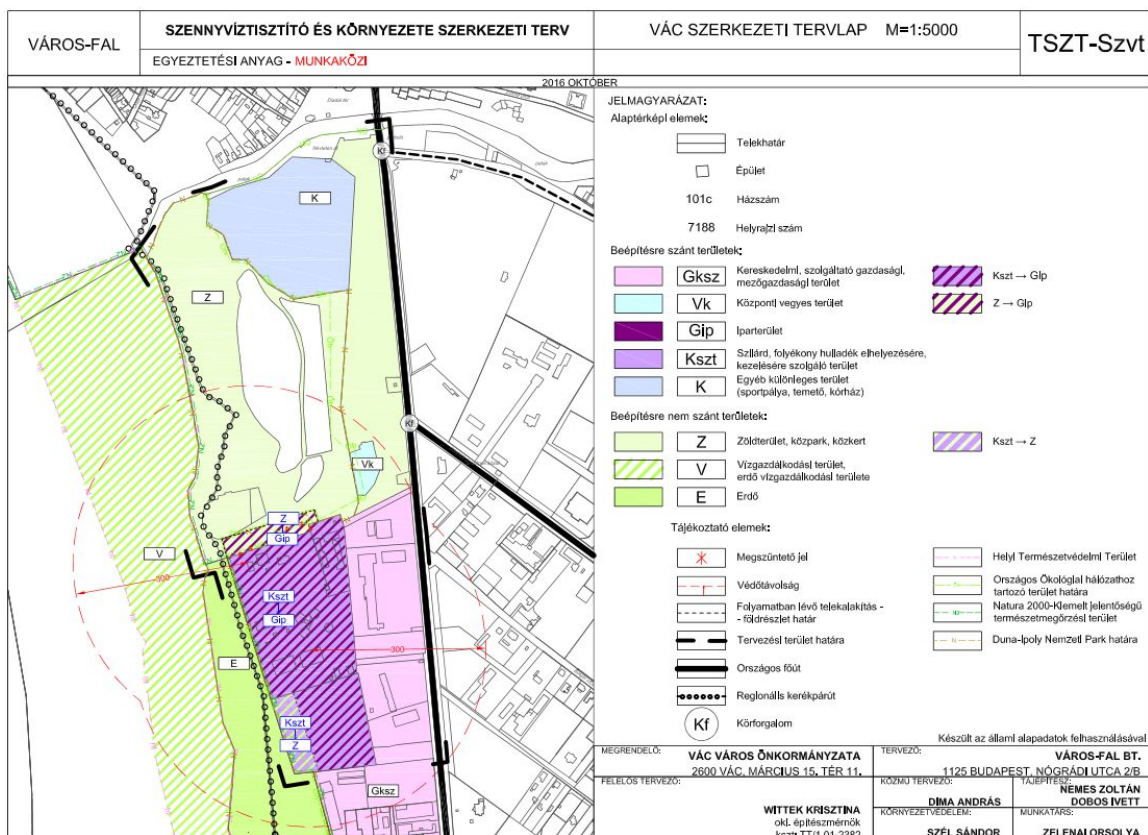 VÁROS-FAL
SZENNYVÍZTISZTÍTÓ ÉS KÖRNYEZETE SZERKEZETI TERV
EGYEZTETÉSI ANYAG - MUNKAKÖZI
VÁC SZERKEZETI TERVLAP M=1:5000
TSZT-Szvt
2016 OKTÓBER
Kf
K
Z
Kf
Vk
Z
Gip
V
300
Kszt
Gip
300
E
Kszt
Z
Gksz
JELMAGYARÁZAT:
Alaptérképi elemek:
Telekhatár
Épület
101c Házszám
7188 Helyrajzi szám
Beépítésre szánt területek:
Gksz Kereskedelmi, szolgáltató gazdasági,
mezőgazdasági terület
Kszt → Gip
Vk Központi vegyes terület
Z → Gip
Gip Iparterület
Kszt Szilárd, folyékony hulladék elhelyezésére,
kezelésére szolgáló terület
K Egyéb különleges terület
(sportpálya, temető, kórház)
Beépítésre nem szánt területek:
Z Zöldterület, közpark, közkert
Kszt → Z
V Vízgazdálkodási terület,
erdő vízgazdálkodási területe
E Erdő
Tájékoztató elemek:
Megszüntető jel
Helyi Természetvédelmi Terület
Védőtávolság
Országos Ökológiai hálózathoz
tartozó terület határa
Folyamatban lévő telekalakítás -
- földrészlet határ
Natura 2000-Kiemelt jelentőségű
természetmegőrzési terület
Tervezési terület határa
Duna-Ipoly Nemzeti Park határa
Országos főút
Regionális kerékpárút
Kf Körforgalom
Készült az állami alapadatok felhasználásával
MEGRENDELŐ:
VÁC VÁROS ÖNKORMÁNYZATA
2600 VÁC, MÁRCIUS 15. TÉR 11.
TERVEZŐ:
VÁROS-FAL BT.
1125 BUDAPEST, NÓGRÁDI UTCA 2/B
FELELŐS TERVEZŐ:
WITTEK KRISZTINA
okl. építészmérnök
KÖZMŰ TERVEZŐ:
DIMA ANDRÁS
TÁJÉPÍTÉSZ:
NEMES ZOLTÁN
DOBOS IVETT
KÖRNYEZETVÉDELEM:
SZÉL SÁNDOR
MUNKATÁRS:
ZELENAI ORSOLYA